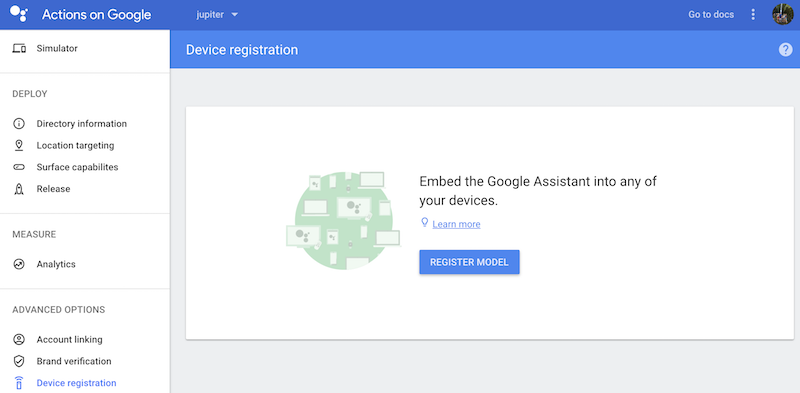 Actions on Google
jupiter
Go to docs
Simulator
DEPLOY
Directory information
Location targeting
Surface capabilites
Release
MEASURE
Analytics
ADVANCED OPTIONS
Account linking
Brand verification
Device registration
Device registration
?
Embed the Google Assistant into any of
your devices.
Learn more
REGISTER MODEL